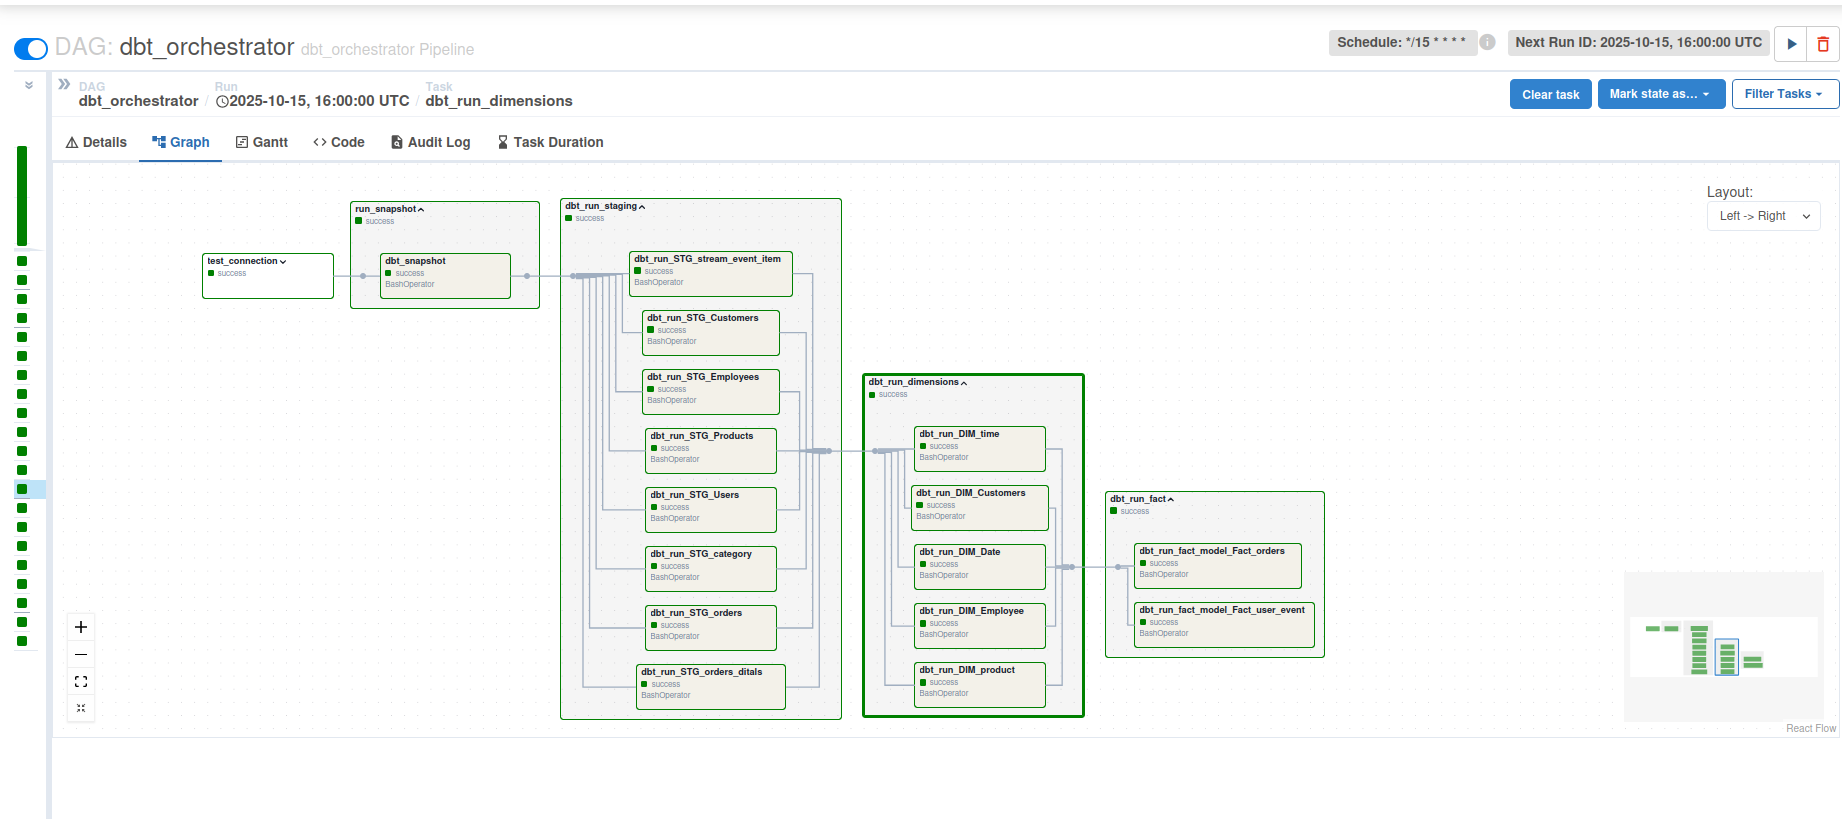 DAG: dbt_orchestrator dbt_orchestrator Pipeline
Schedule: */15 * * * *
Next Run ID: 2025-10-15, 16:00:00 UTC
DAG
dbt_orchestrator
/
Run
2025-10-15, 16:00:00 UTC
/
Task
dbt_run_dimensions
Clear task
Mark state as...
Filter Tasks
Details
Graph
Gantt
Code
Audit Log
Task Duration
Layout:
Left -> Right
test_connection
success
run_snapshot
success
dbt_snapshot
success
BashOperator
dbt_run_staging
success
dbt_run_STG_stream_event_item
success
BashOperator
dbt_run_STG_Customers
success
BashOperator
dbt_run_STG_Employees
success
BashOperator
dbt_run_STG_Products
success
BashOperator
dbt_run_STG_Users
success
BashOperator
dbt_run_STG_category
success
BashOperator
dbt_run_STG_orders
success
BashOperator
dbt_run_STG_orders_ditals
success
BashOperator
dbt_run_dimensions
success
dbt_run_DIM_time
success
BashOperator
dbt_run_DIM_Customers
success
BashOperator
dbt_run_DIM_Date
success
BashOperator
dbt_run_DIM_Employee
success
BashOperator
dbt_run_DIM_product
success
BashOperator
dbt_run_fact
success
dbt_run_fact_model_Fact_orders
success
BashOperator
dbt_run_fact_model_Fact_user_event
success
BashOperator
React Flow